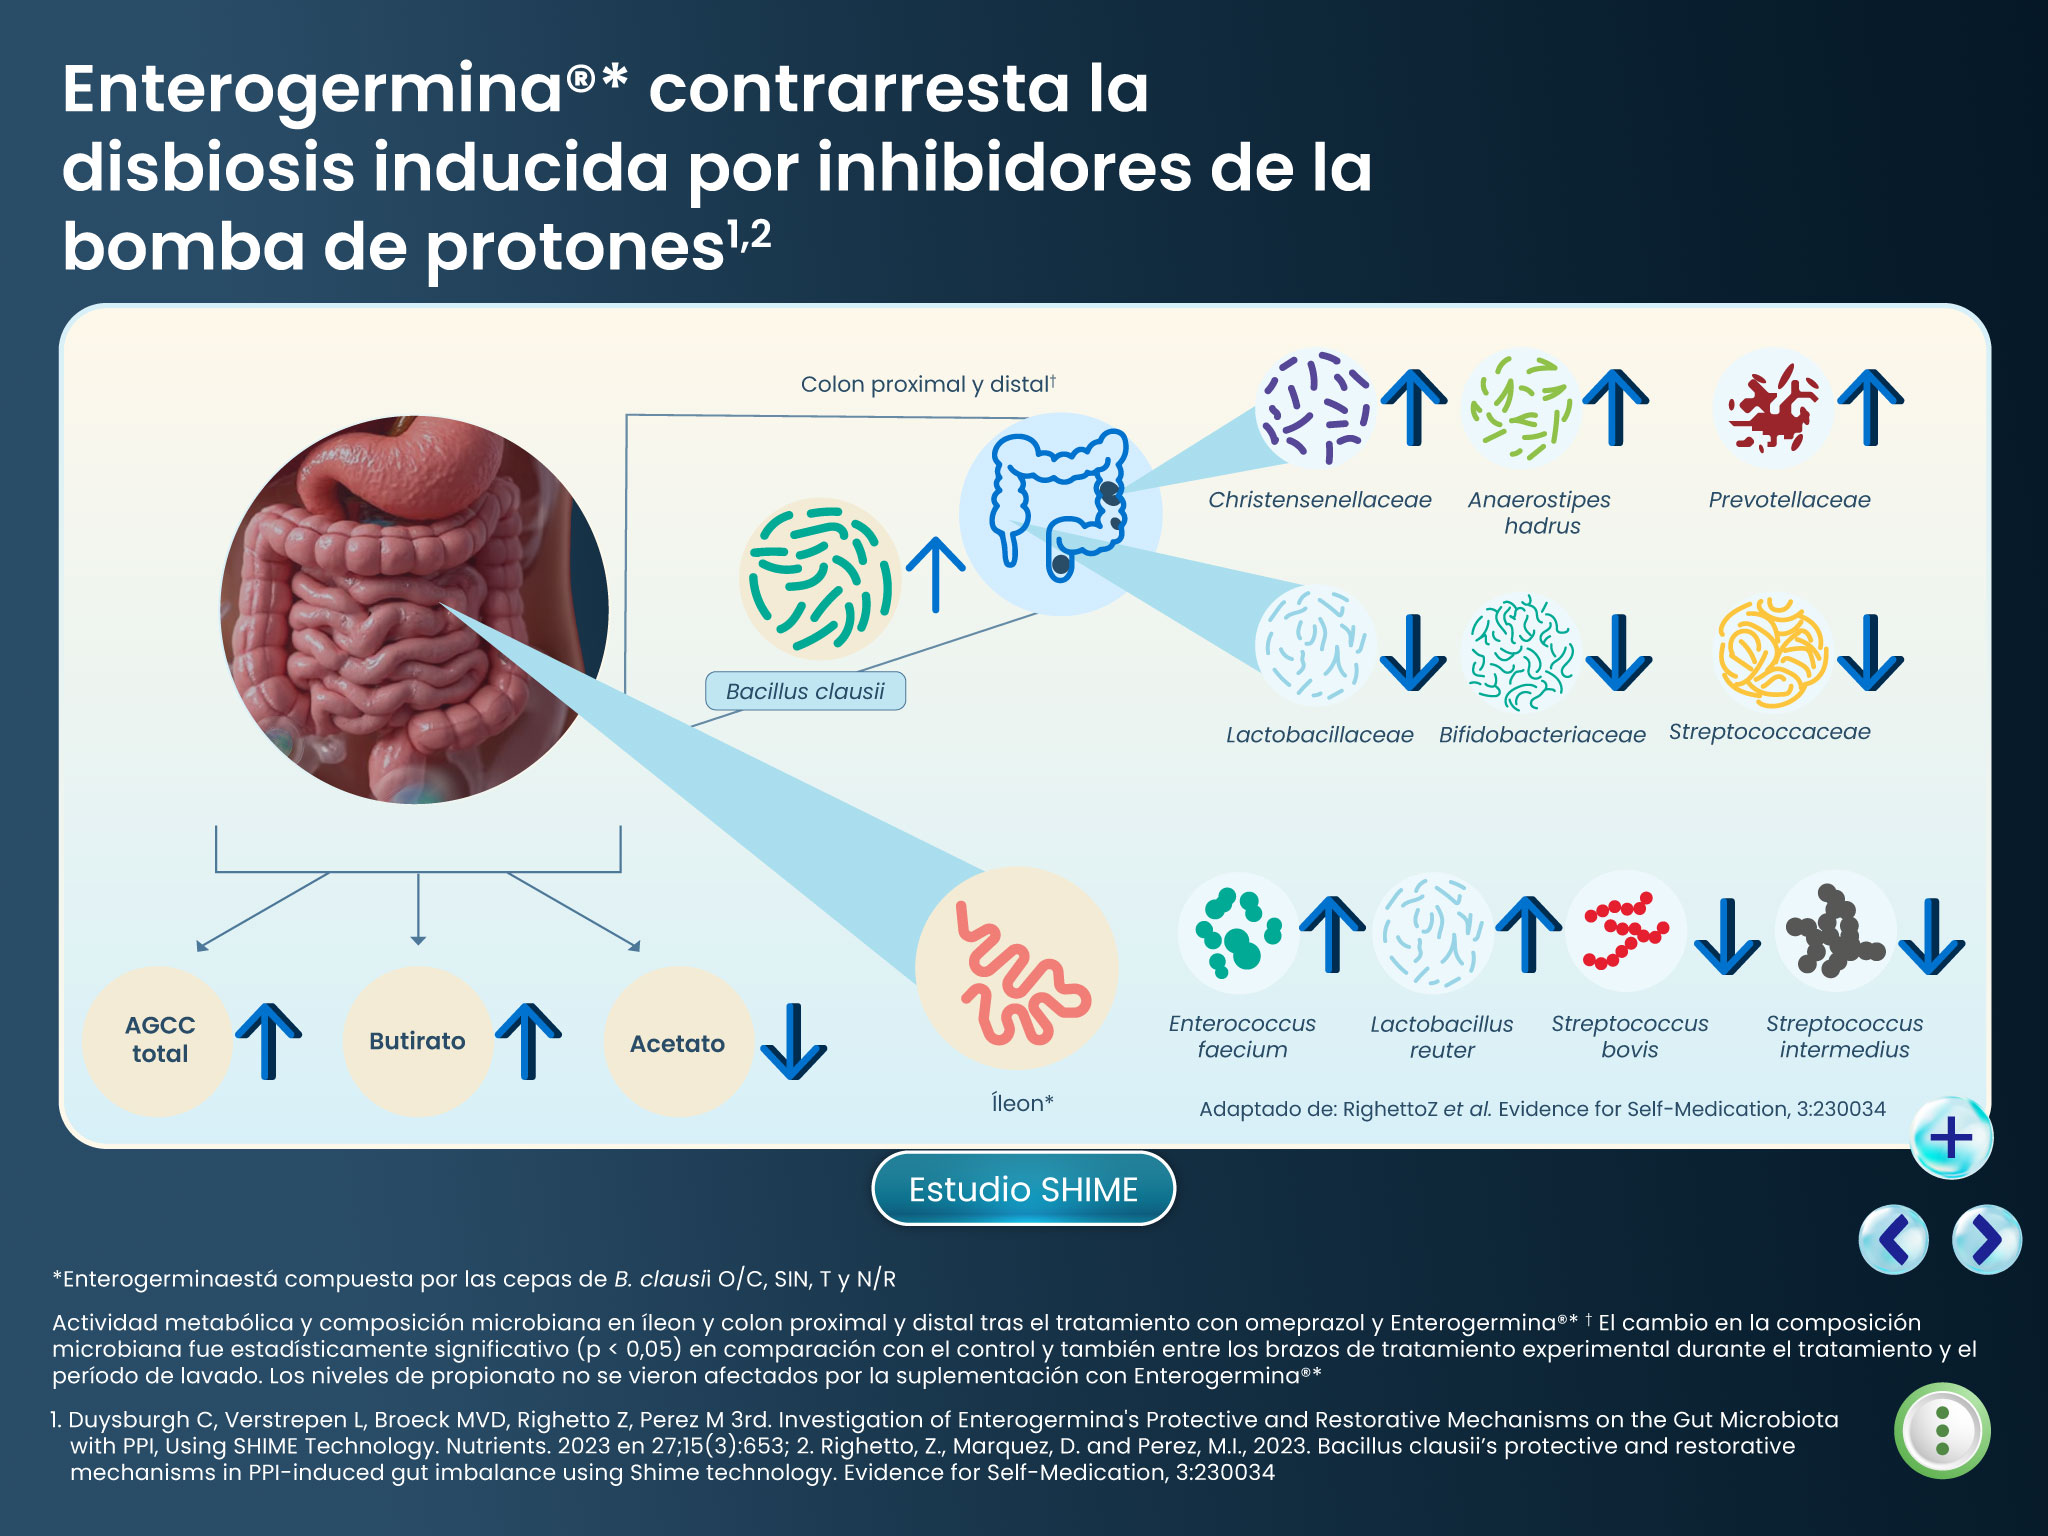 Enterogermina®* contrarresta la
disbiosis inducida por inhibidores de la
bomba de protones1,2
Colon proximal y distal†
Christensenellaceae
Anaerostipes
hadrus
Prevotellaceae
Bacillus clausii
Lactobacillaceae
Bifidobacteriaceae
Streptococcaceae
AGCC
total
Butirato
Acetato
Íleon*
Enterococcus
faecium
Lactobacillus
reuter
Streptococcus
bovis
Streptococcus
intermedius
Adaptado de: RighettoZ et al. Evidence for Self-Medication, 3:230034
Estudio SHIME
*Enterogerminaestá compuesta por las cepas de B. clausii O/C, SIN, T y N/R
Actividad metabólica y composición microbiana en íleon y colon proximal y distal tras el tratamiento con omeprazol y Enterogermina®* † El cambio en la composición
microbiana fue estadísticamente significativo (p < 0,05) en comparación con el control y también entre los brazos de tratamiento experimental durante el tratamiento y el
período de lavado. Los niveles de propionato no se vieron afectados por la suplementación con Enterogermina®*
1. Duysburgh C, Verstrepen L, Broeck MVD, Righetto Z, Perez M 3rd. Investigation of Enterogermina's Protective and Restorative Mechanisms on the Gut Microbiota
with PPI, Using SHIME Technology. Nutrients. 2023 en 27;15(3):653; 2. Righetto, Z., Marquez, D. and Perez, M.I., 2023. Bacillus clausii’s protective and restorative
mechanisms in PPI-induced gut imbalance using Shime technology. Evidence for Self-Medication, 3:230034